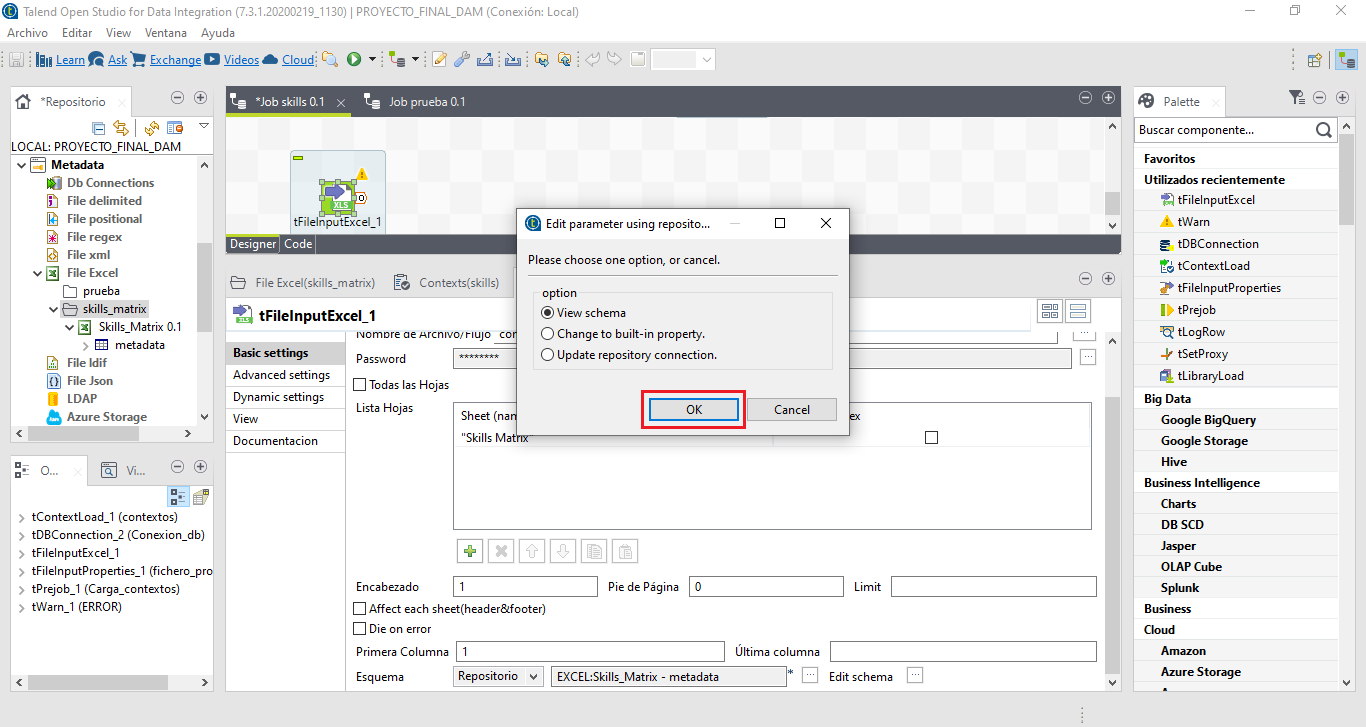 Talend Open Studio for Data Integration (7.3.1.20200219_1130) | PROYECTO_FINAL_DAM (Conexión: Local)
Archivo Editar View Ventana Ayuda
Learn Ask Exchange Videos Cloud
*Repositorio
LOCAL: PROYECTO_FINAL_DAM
Metadata
Db Connections
File delimited
File positional
File regex
File xml
File Excel
prueba
skills_matrix
Skills_Matrix 0.1
metadata
File ldif
File Json
LDAP
Azure Storage
O...
Vi...
tContextLoad_1 (contextos)
tDBConnection_2 (Conexion_db)
tFileInputExcel_1
tFileInputProperties_1 (fichero_pro
tPrejob_1 (Carga_contextos)
tWarn_1 (ERROR)
*Job skills 0.1
Job prueba 0.1
XLS
tFileInputExcel_1
Designer Code
File Excel(skills_matrix)
Contexts(skills)
tFileInputExcel_1
Basic settings
Advanced settings
Dynamic settings
View
Documentacion
Nombre de Archivo/Flujo
Password ********
Todas las Hojas
Lista Hojas
Sheet (nam
ex
"Skills Matrix"
Encabezado 1 Pie de Página 0 Limit
Affect each sheet(header&footer)
Die on error
Primera Columna 1 Última columna
Esquema Repositorio EXCEL:Skills_Matrix - metadata * ... Edit schema ...
Edit parameter using reposito...
Please choose one option, or cancel.
option
View schema
Change to built-in property.
Update repository connection.
OK Cancel
Palette
Buscar componente...
Favoritos
Utilizados recientemente
tFileInputExcel
tWarn
tDBConnection
tContextLoad
tFileInputProperties
tPrejob
tLogRow
tSetProxy
tLibraryLoad
Big Data
Google BigQuery
Google Storage
Hive
Business Intelligence
Charts
DB SCD
Jasper
OLAP Cube
Splunk
Business
Cloud
Amazon
Azure Storage